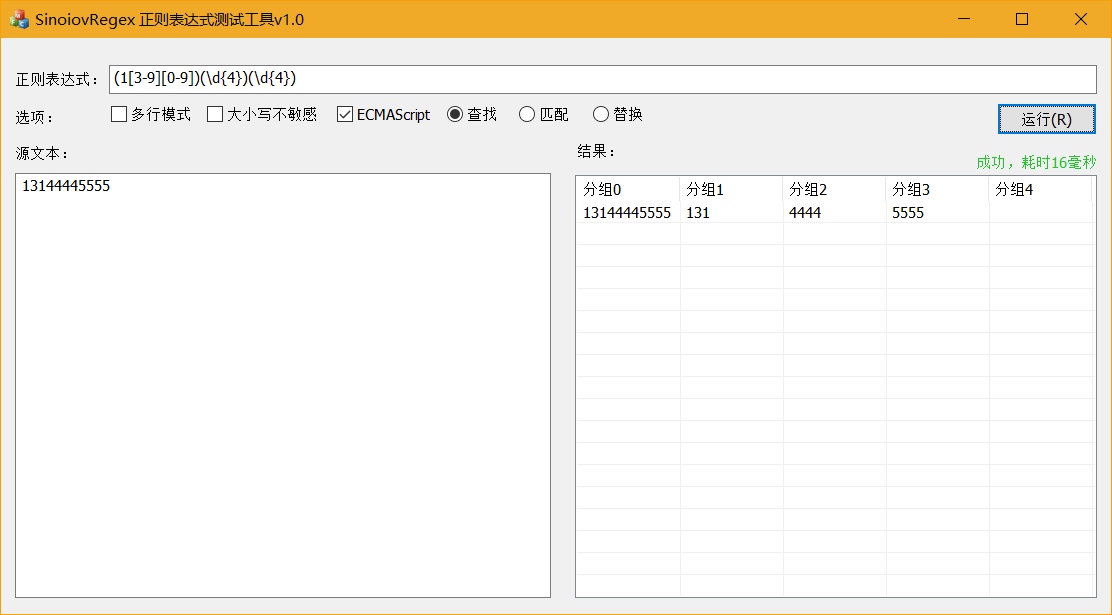 SinoiovRegex 正则表达式测试工具v1.0
正则表达式： (1[3-9][0-9])(\d{4})(\d{4})
选项： 多行模式 大小写不敏感 ECMAScript 查找 匹配 替换 运行(R)
源文本： 结果： 成功，耗时16毫秒
13144445555
分组0 分组1 分组2 分组3 分组4
13144445555 131 4444 5555